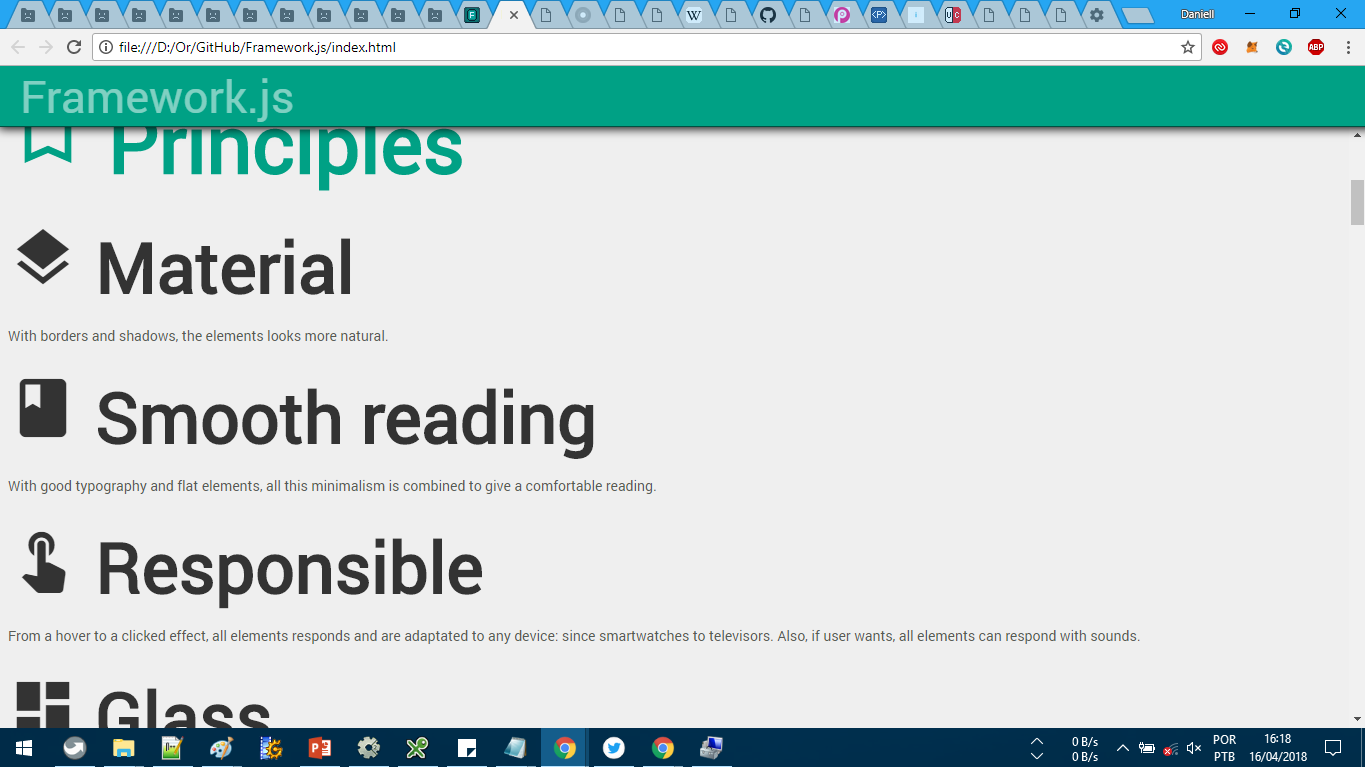 Daniell
file:///D:/Or/GitHub/Framework.js/index.html
ABP
Framework.js
Principles
Material
With borders and shadows, the elements looks more natural.
Smooth reading
With good typography and flat elements, all this minimalism is combined to give a comfortable reading.
Responsible
From a hover to a clicked effect, all elements responds and are adaptated to any device: since smartwatches to televisors. Also, if user wants, all elements can respond with sounds.
Glass
0 B/s
0 B/s
POR
PTB
16:18
16/04/2018